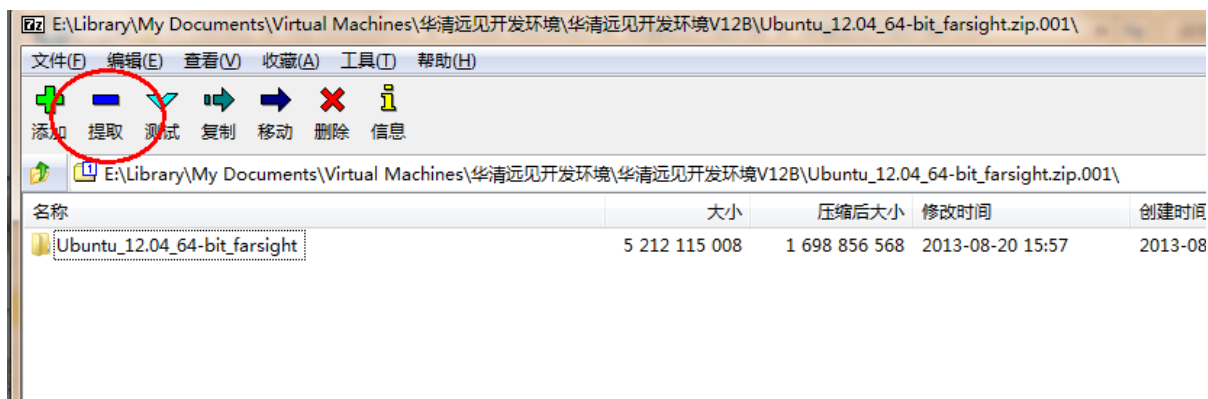 E:\Library\My Documents\Virtual Machines\华清远见开发环境\华清远见开发环境V12B\Ubuntu_12.04_64-bit_farsight.zip.001\
文件(F) 编辑(E) 查看(V) 收藏(A) 工具(T) 帮助(H)
添加 提取 测试 复制 移动 删除 信息
E:\Library\My Documents\Virtual Machines\华清远见开发环境\华清远见开发环境V12B\Ubuntu_12.04_64-bit_farsight.zip.001\
名称 大小 压缩后大小 修改时间 创建时间
Ubuntu_12.04_64-bit_farsight 5 212 115 008 1 698 856 568 2013-08-20 15:57 2013-08